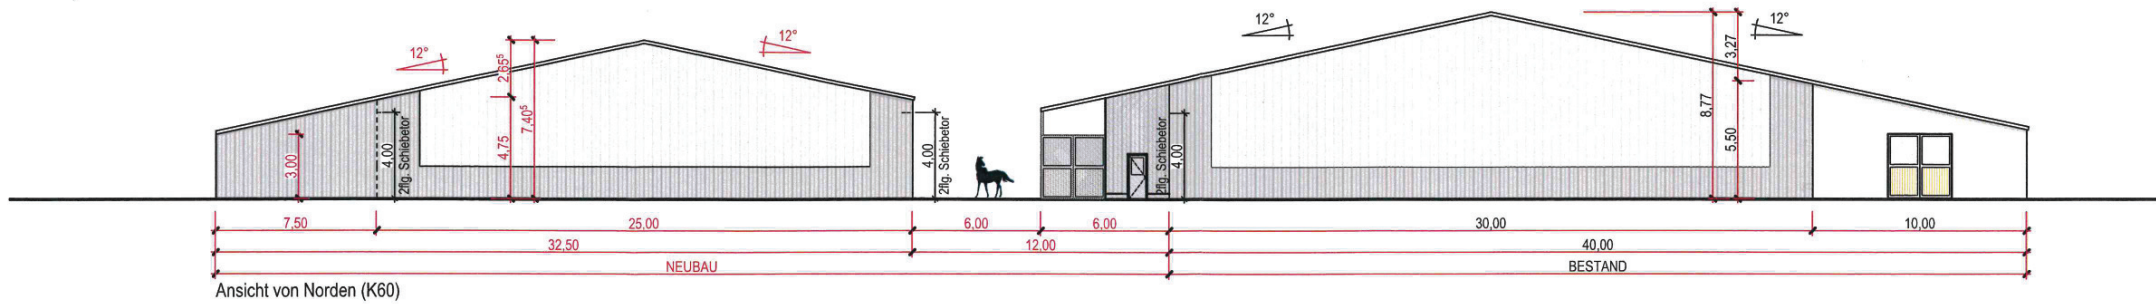 12°
12°
12°
12°
2,65⁵
7,40⁵
4,75
3,00
4,00
2flg. Schiebetor
4,00
2flg. Schiebetor
4,00
2flg. Schiebetor
3,27
8,77
5,50
7,50 25,00 6,00 6,00 30,00 10,00
32,50 12,00 40,00
NEUBAU BESTAND
Ansicht von Norden (K60)